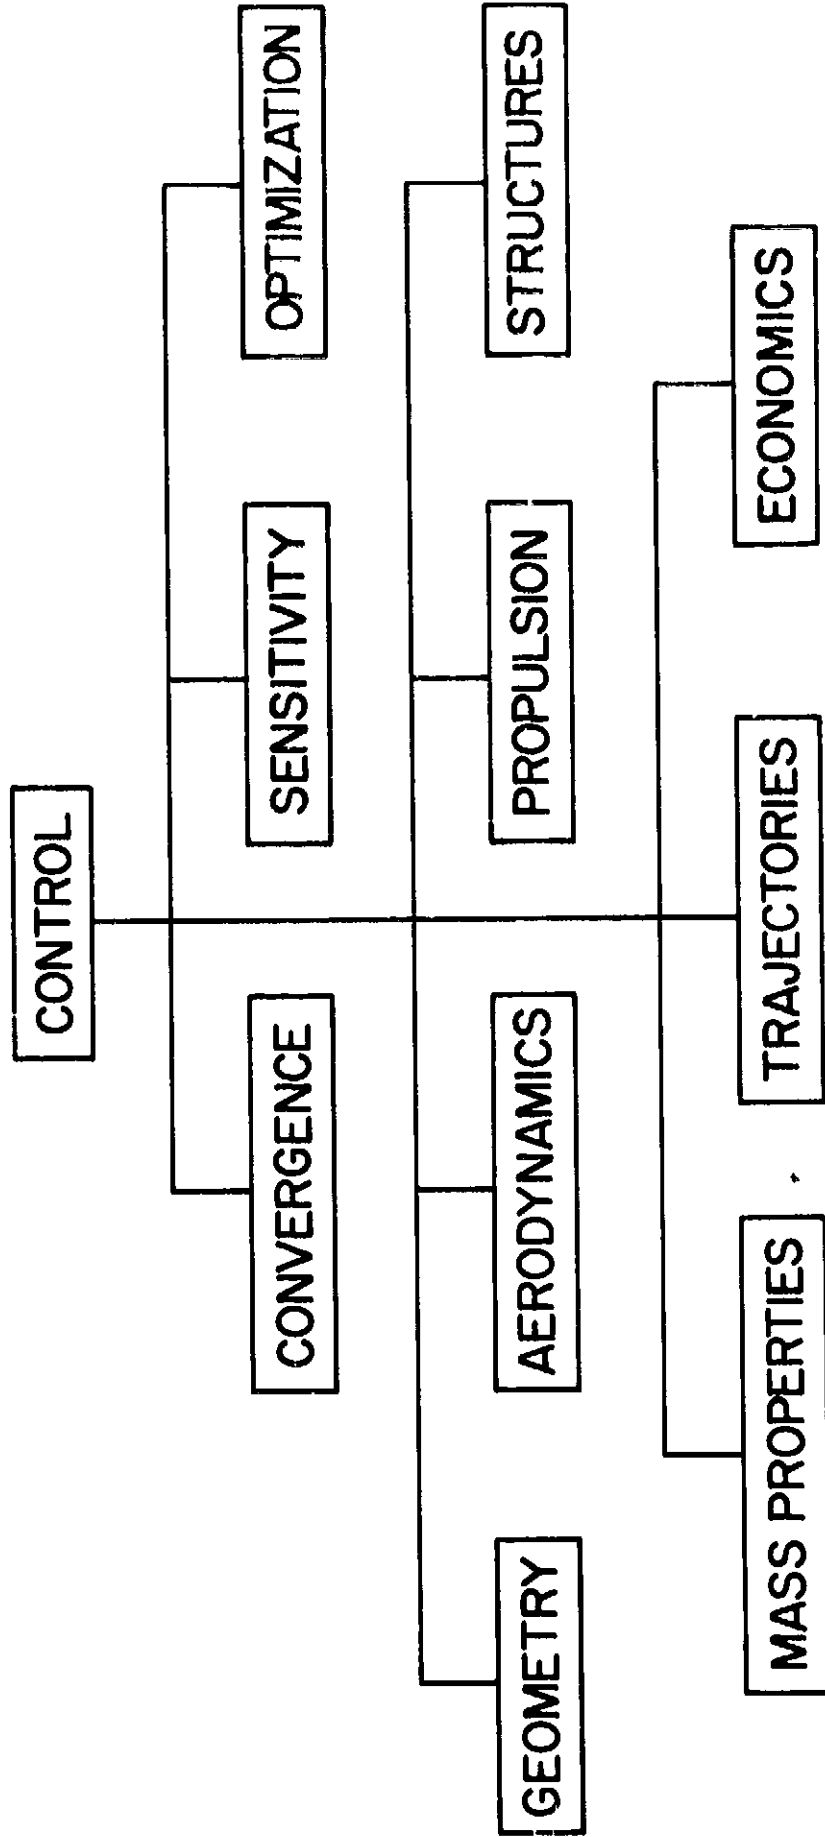 CONTROL
CONVERGENCE
SENSITIVITY
OPTIMIZATION
GEOMETRY
AERODYNAMICS
PROPULSION
STRUCTURES
MASS PROPERTIES
TRAJECTORIES
ECONOMICS